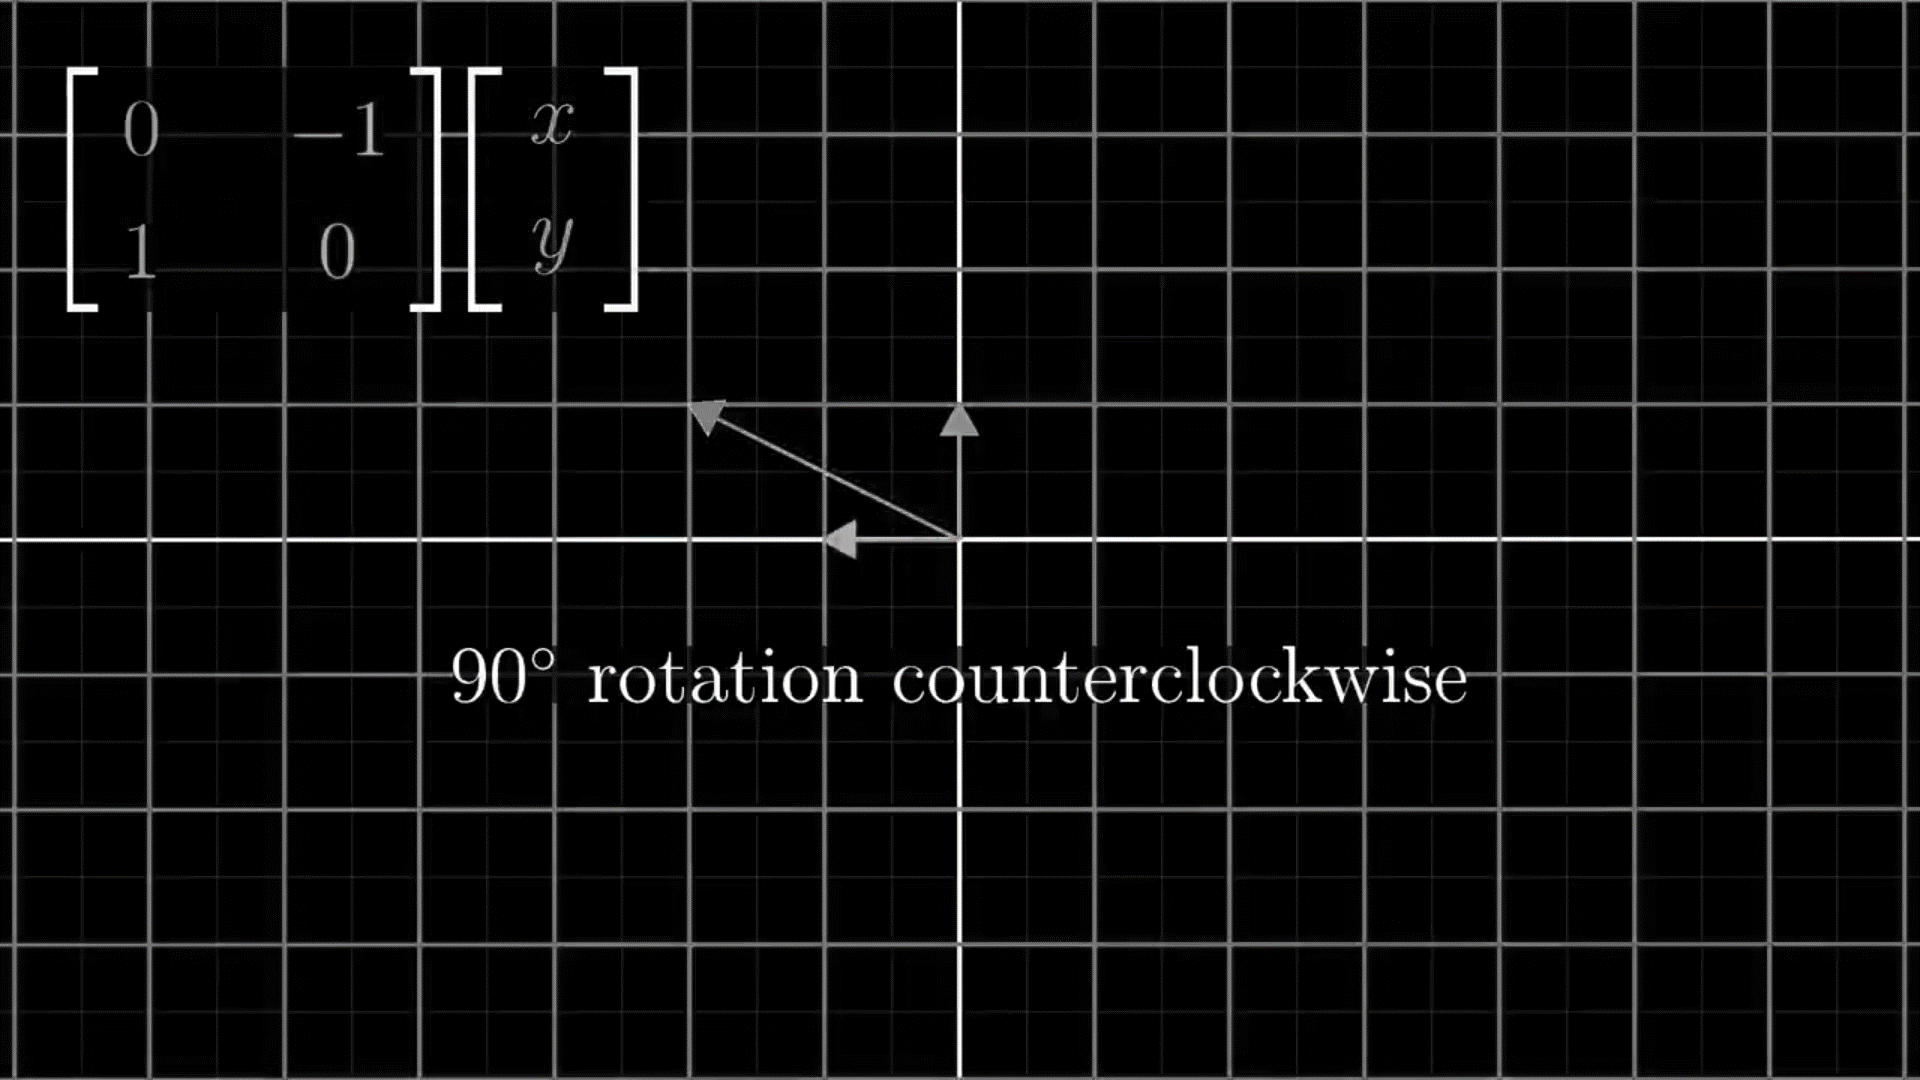 0 −1 x
1 0 y
90° rotation counterclockwise